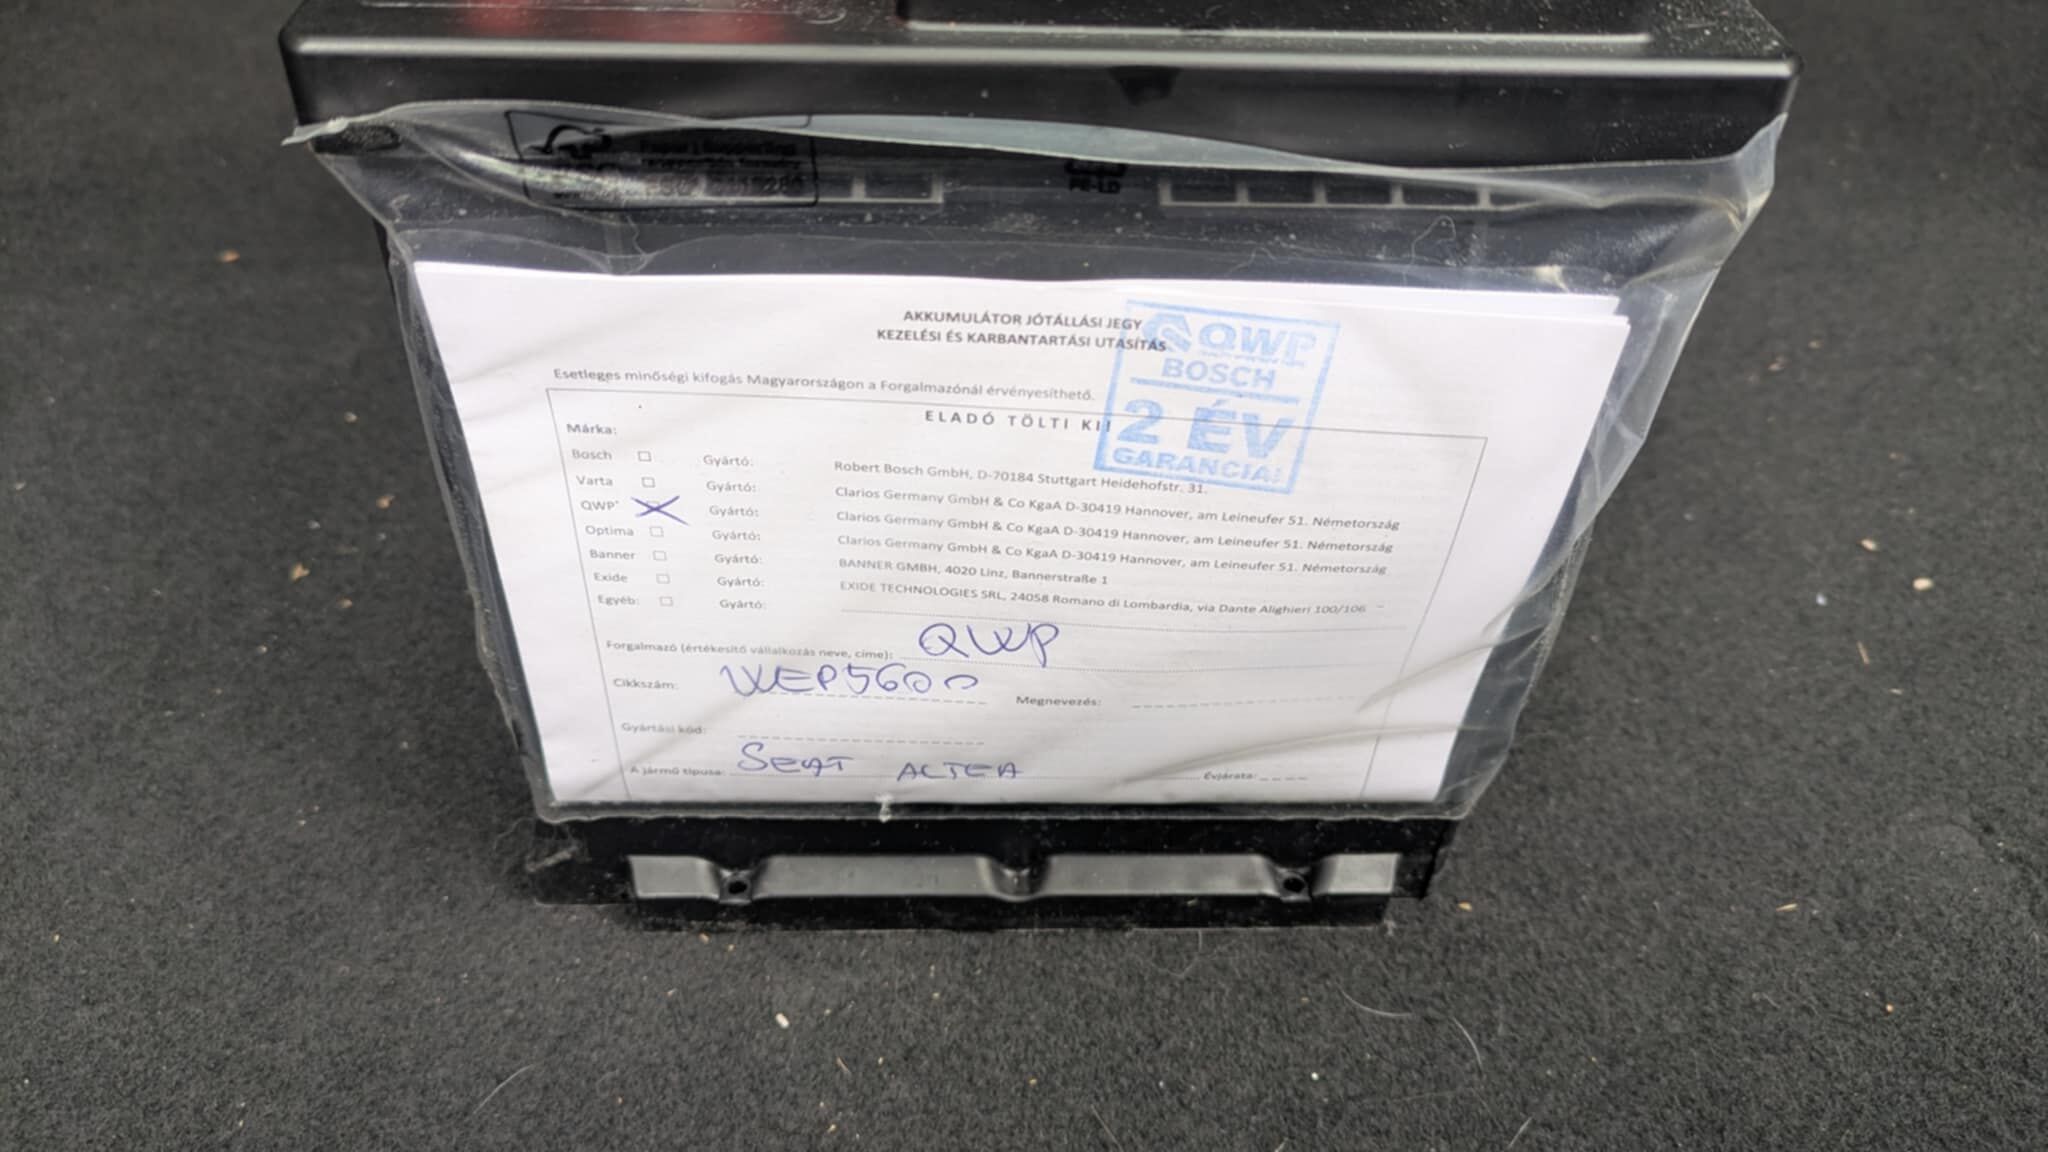 PE-LD
AKKUMULÁTOR JÓTÁLLÁSI JEGY
KEZELÉSI ÉS KARBANTARTÁSI UTASÍTÁS
QWP
BOSCH
2 ÉV
GARANCIA!
Esetleges minőségi kifogás Magyarországon a Forgalmazónál érvényesíthető.
ELADÓ TÖLTI KI!
Márka:
Bosch □ Gyártó: Robert Bosch GmbH, D-70184 Stuttgart Heidehofstr. 31.
Varta □ Gyártó: Clarios Germany GmbH & Co KgaA D-30419 Hannover, am Leineufer 51. Németország
QWP* Gyártó: Clarios Germany GmbH & Co KgaA D-30419 Hannover, am Leineufer 51. Németország
Optima □ Gyártó: Clarios Germany GmbH & Co KgaA D-30419 Hannover, am Leineufer 51. Németország
Banner □ Gyártó: BANNER GMBH, 4020 Linz, Bannerstraße 1
Exide □ Gyártó: EXIDE TECHNOLOGIES SRL, 24058 Romano di Lombardia, via Dante Alighieri 100/106 –
Egyéb: □ Gyártó:
Forgalmazó (értékesítő vállalkozás neve, címe): QWP
Cikkszám: WEP5600 Megnevezés:
Gyártási kód:
A jármű típusa: SEAT ALTEA Évjárata: